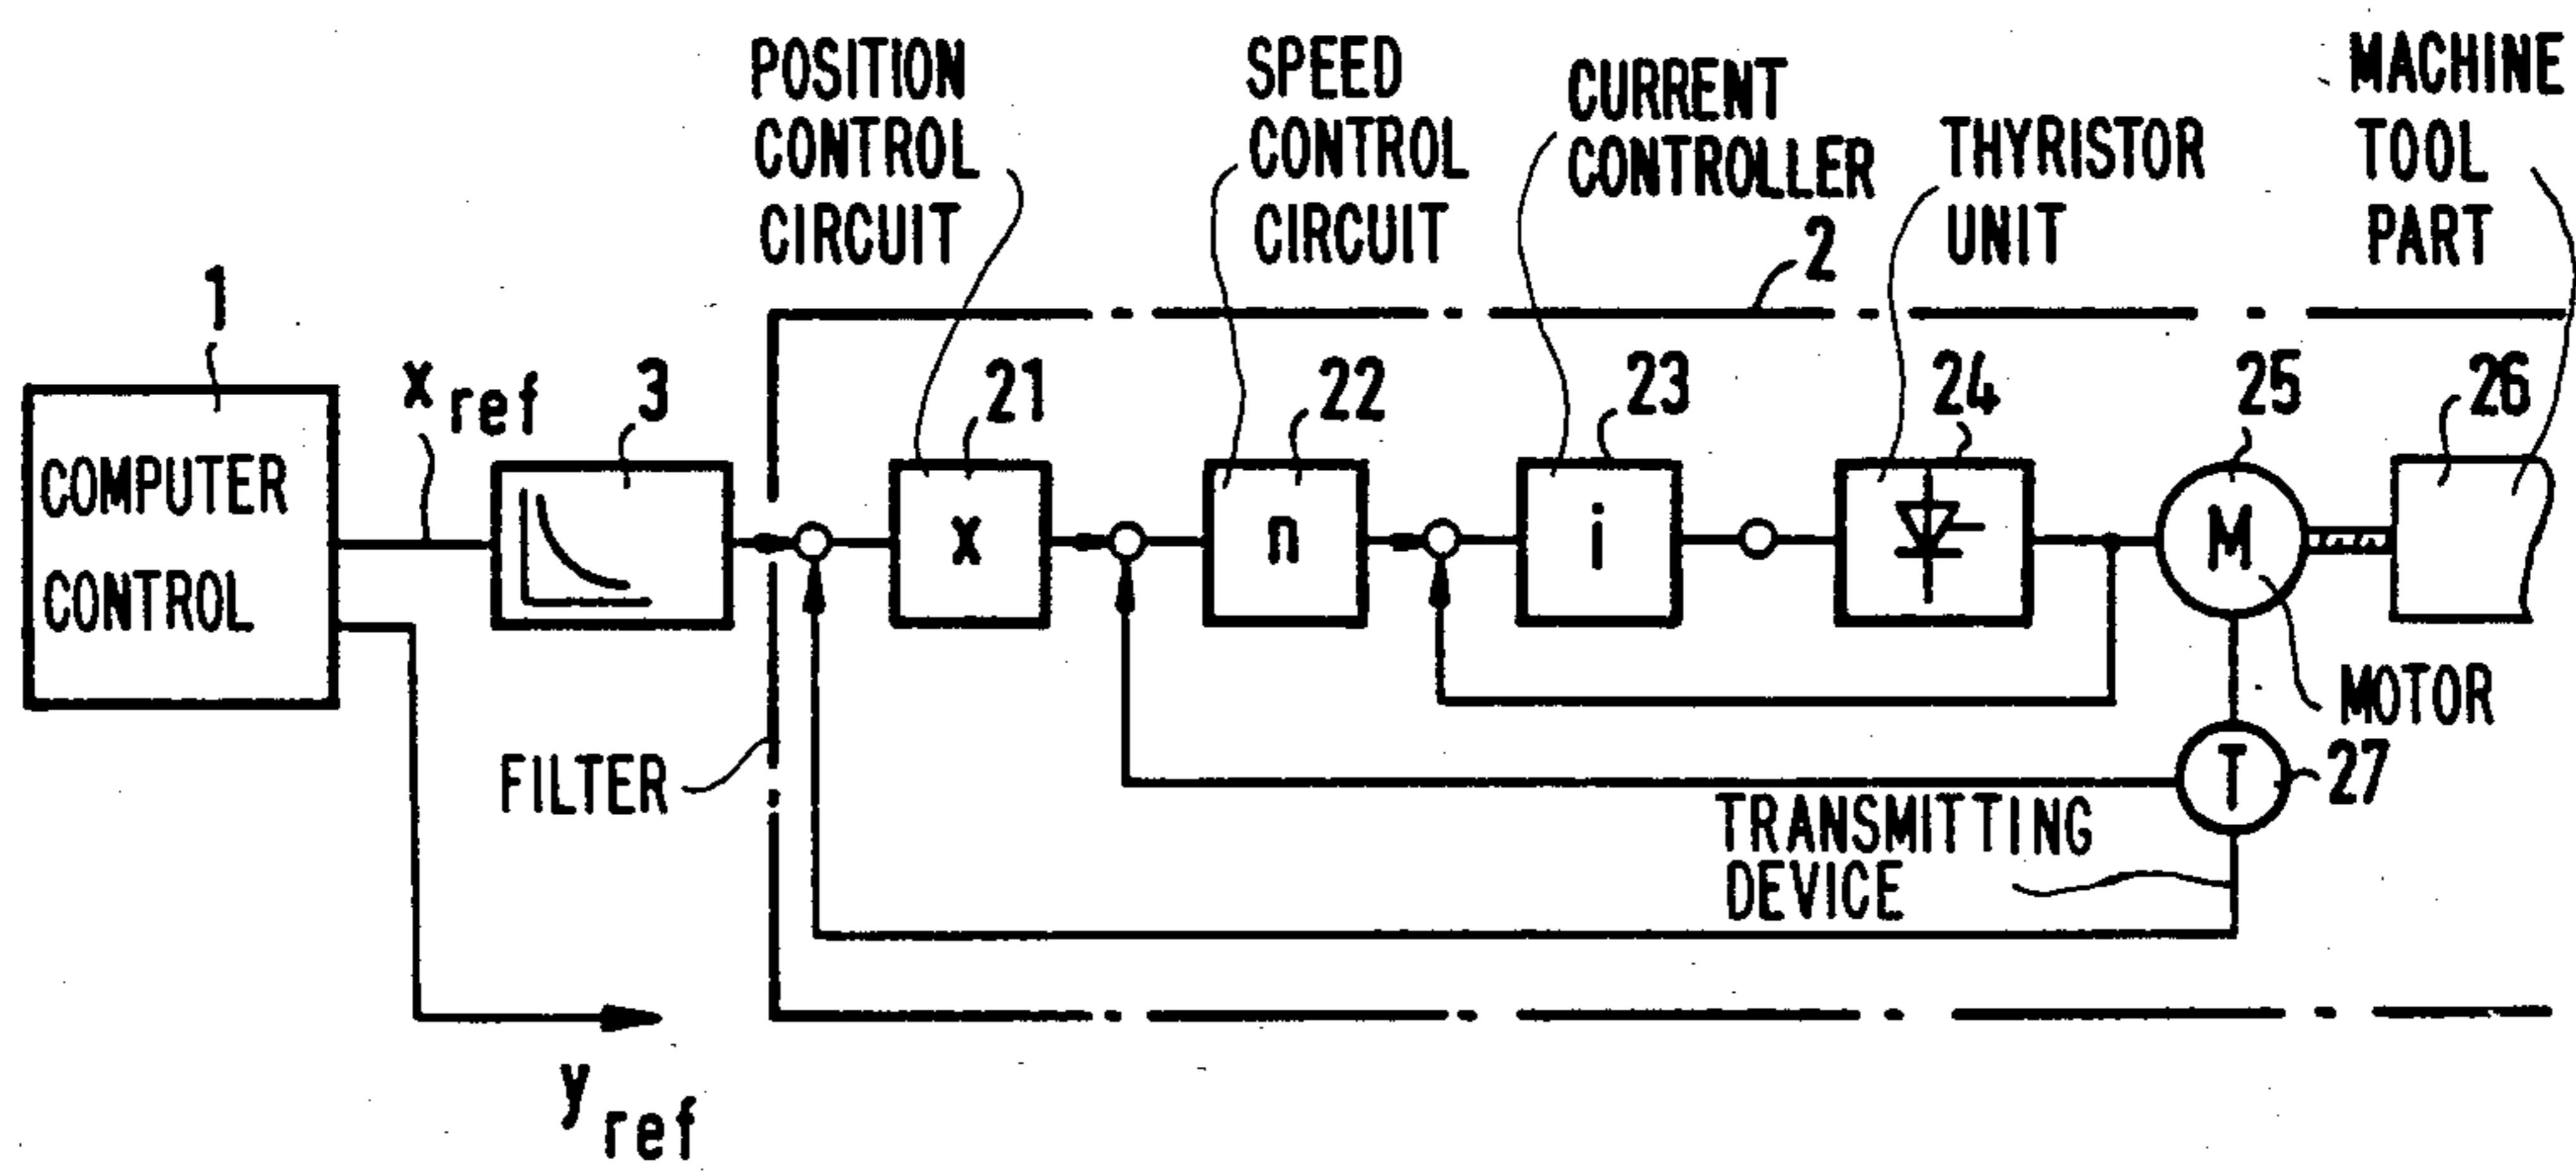 POSITION
CONTROL
CIRCUIT
SPEED
CONTROL
CIRCUIT
CURRENT
CONTROLLER
THYRISTOR
UNIT
MACHINE
TOOL
PART
2
1
COMPUTER
CONTROL
x ref
3
21
x
22
n
23
i
24
25
M
26
MOTOR
FILTER
T
27
TRANSMITTING
DEVICE
y ref